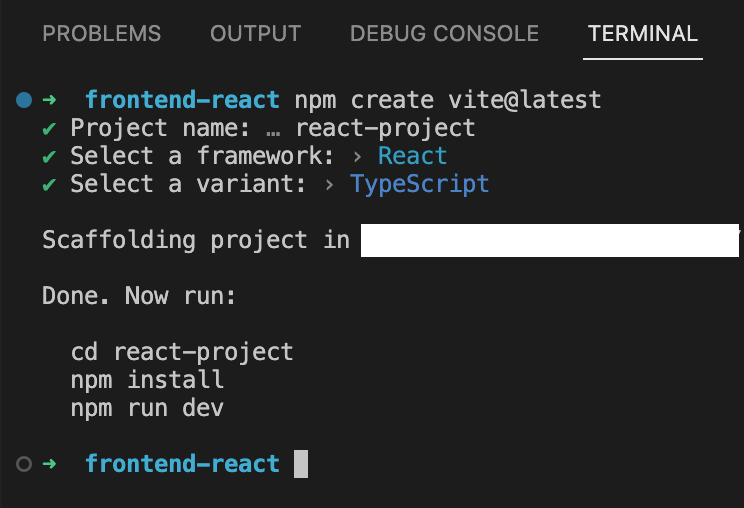 PROBLEMS OUTPUT DEBUG CONSOLE TERMINAL
➜ frontend-react npm create vite@latest
✔ Project name: … react-project
✔ Select a framework: › React
✔ Select a variant: › TypeScript
Scaffolding project in
Done. Now run:
cd react-project
npm install
npm run dev
➜ frontend-react